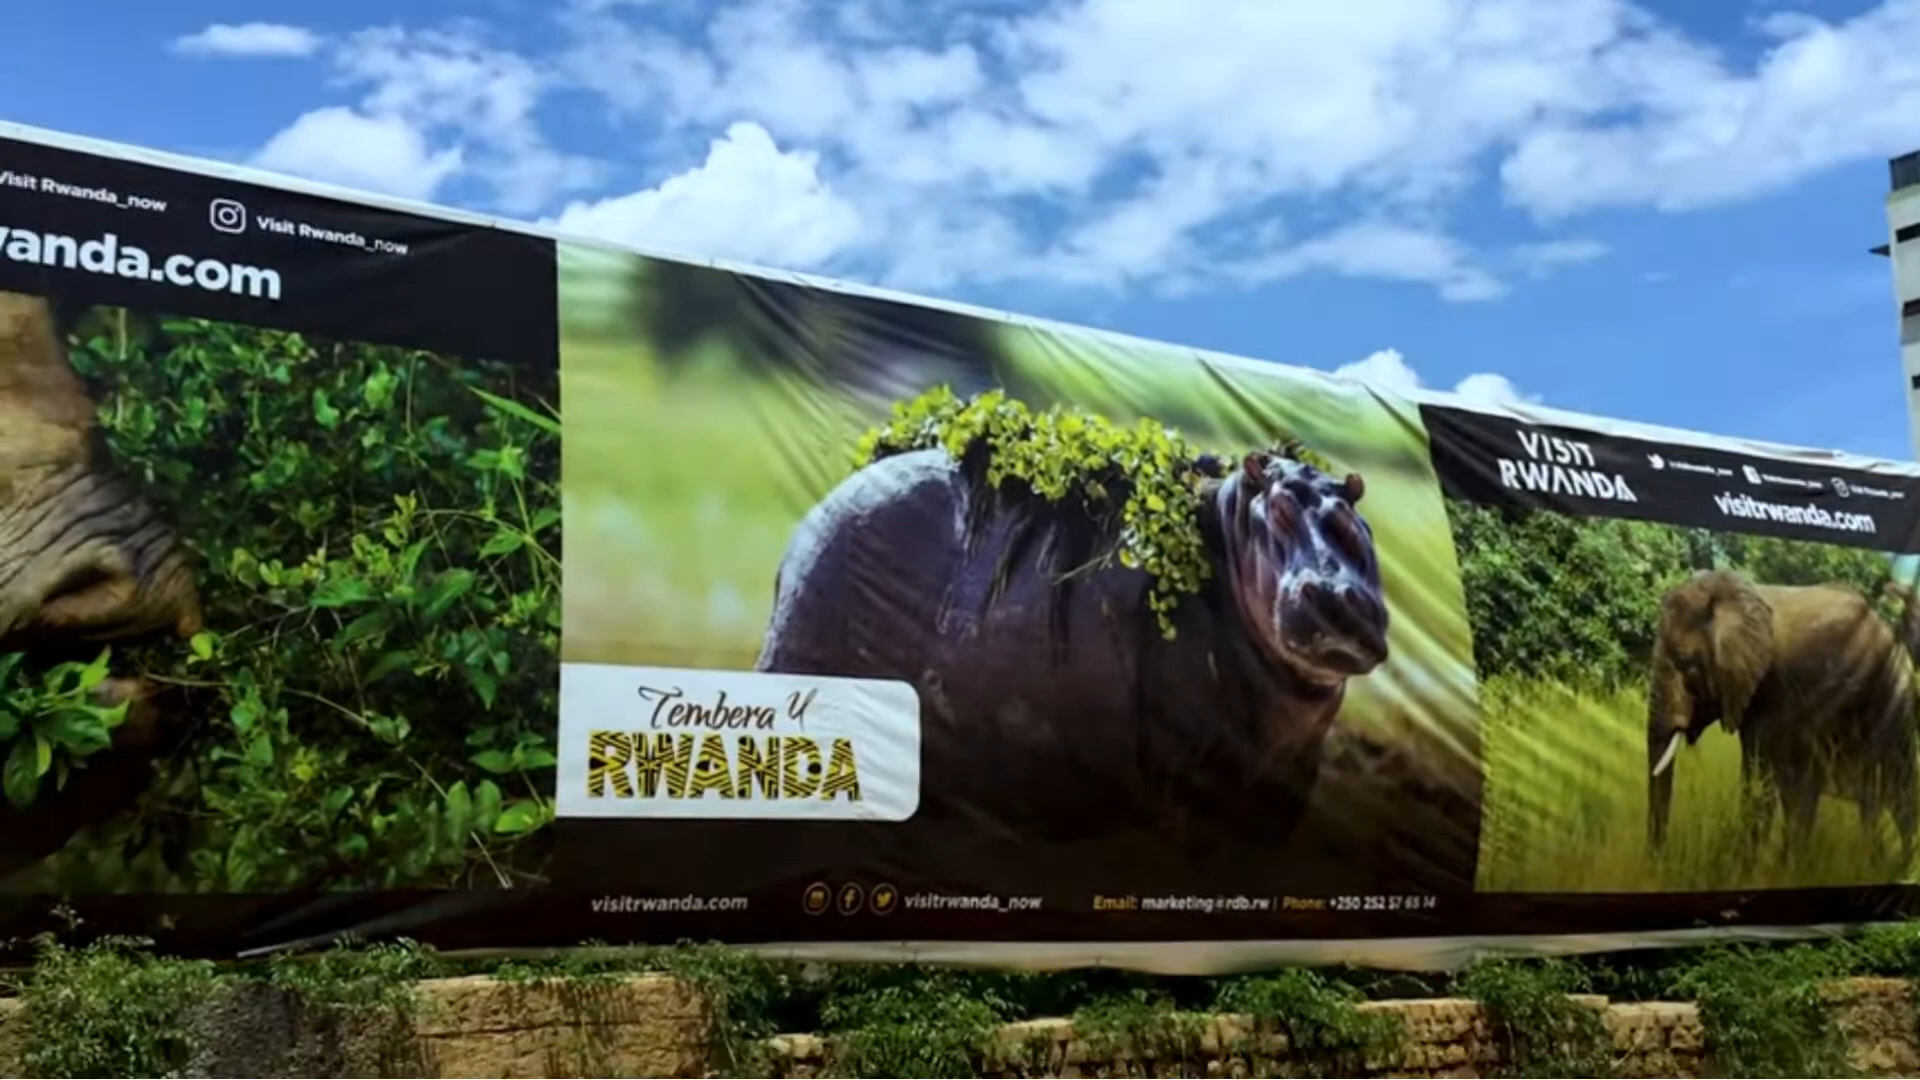 Visit Rwanda_now
Visit Rwanda_now
wanda.com
Tembera U
RWANDA
visitrwanda.com
visitrwanda_now
Email: marketing@rdb.rw | Phone: +250 252 57 65 14
VISIT
RWANDA
visitrwanda.com